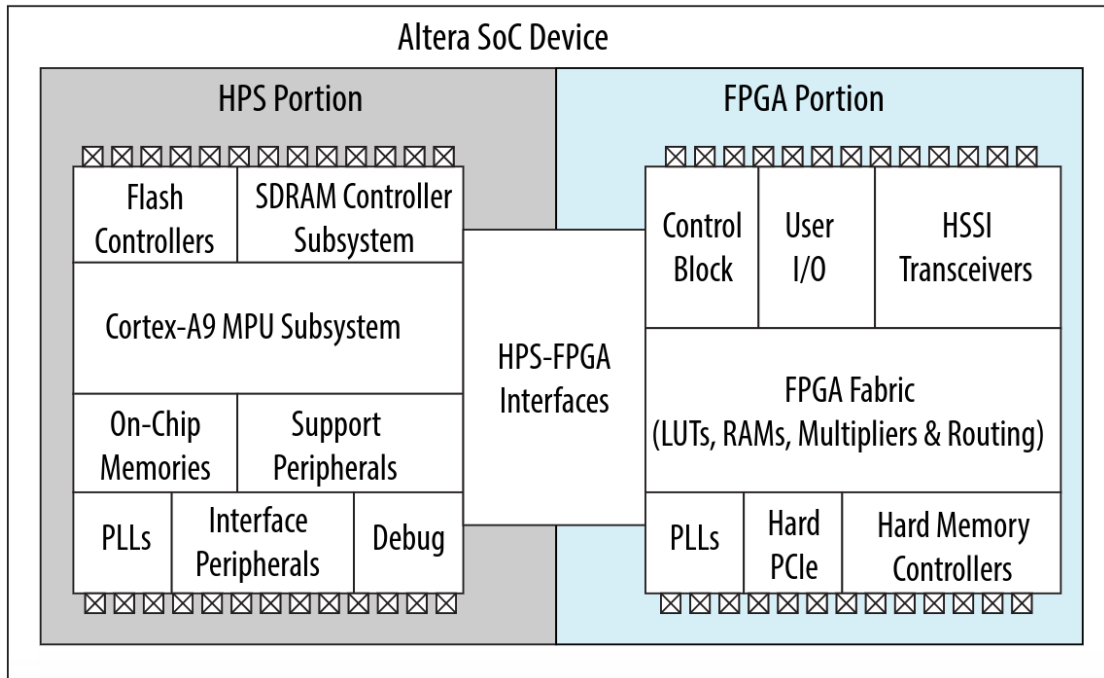 Altera SoC Device
HPS Portion
FPGA Portion
Flash
Controllers
SDRAM Controller
Subsystem
Cortex-A9 MPU Subsystem
On-Chip
Memories
Support
Peripherals
PLLs
Interface
Peripherals
Debug
HPS-FPGA
Interfaces
Control
Block
User
I/O
HSSI
Transceivers
FPGA Fabric
(LUTs, RAMs, Multipliers & Routing)
PLLs
Hard
PCIe
Hard Memory
Controllers